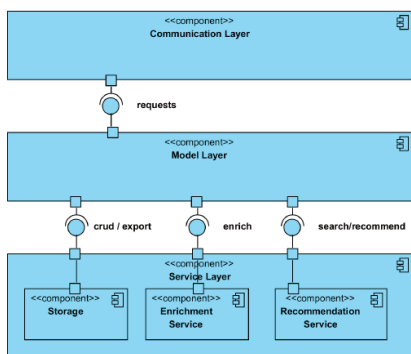 <<component>>
Communication Layer
requests
<<component>>
Model Layer
crud / export
enrich
search/recommend
<<component>>
Service Layer
<<component>>
Storage
<<component>>
Enrichment
Service
<<component>>
Recommendation
Service